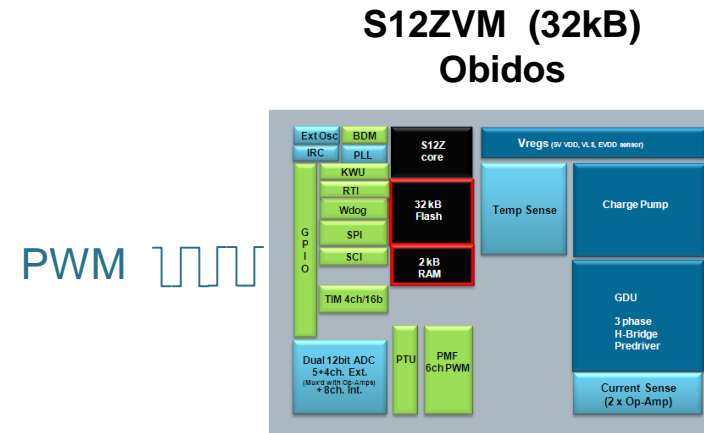 S12ZVM (32kB)
Obidos
PWM
Ext Osc
BDM
IRC
PLL
S12Z
core
Vregs (5V VDD, VLS, EVDD sensor)
KWU
RTI
Wdog
SPI
SCI
TIM 4ch/16b
G
P
I
O
32 kB
Flash
2 kB
RAM
Temp Sense
Charge Pump
GDU
3 phase
H-Bridge
Predriver
Dual 12bit ADC
5+4ch. Ext.
(Mux'd with Op-Amps)
+ 8ch. Int.
PTU
PMF
6ch PWM
Current Sense
(2 x Op-Amp)